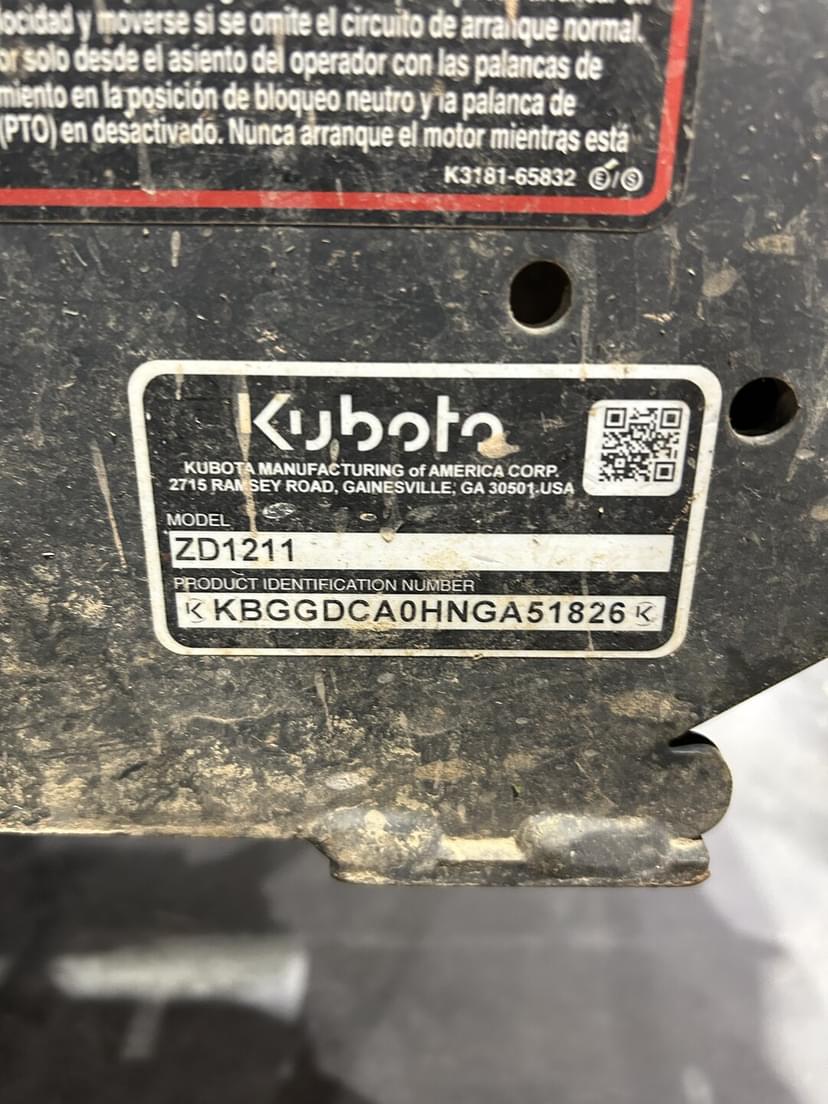 ocidad y moverse si se omite el circuito de arranque normal.
or solo desde el asiento del operador con las palancas de
miento en la posición de bloqueo neutro y la palanca de
(PTO) en desactivado. Nunca arranque el motor mientras está
K3181-65832 E/S
Kubota
KUBOTA MANUFACTURING of AMERICA CORP.
2715 RAMSEY ROAD, GAINESVILLE, GA 30501 USA
MODEL
ZD1211
PRODUCT IDENTIFICATION NUMBER
KBGGDCA0HNGA51826